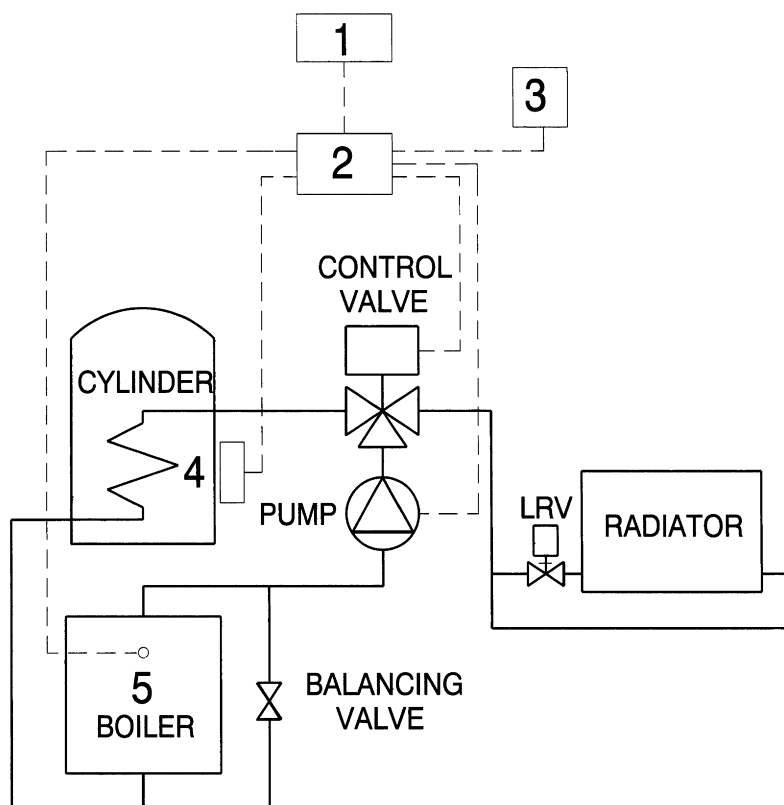 1
3
2
CONTROL
VALVE
CYLINDER
4
PUMP
LRV
RADIATOR
5
BOILER
BALANCING
VALVE